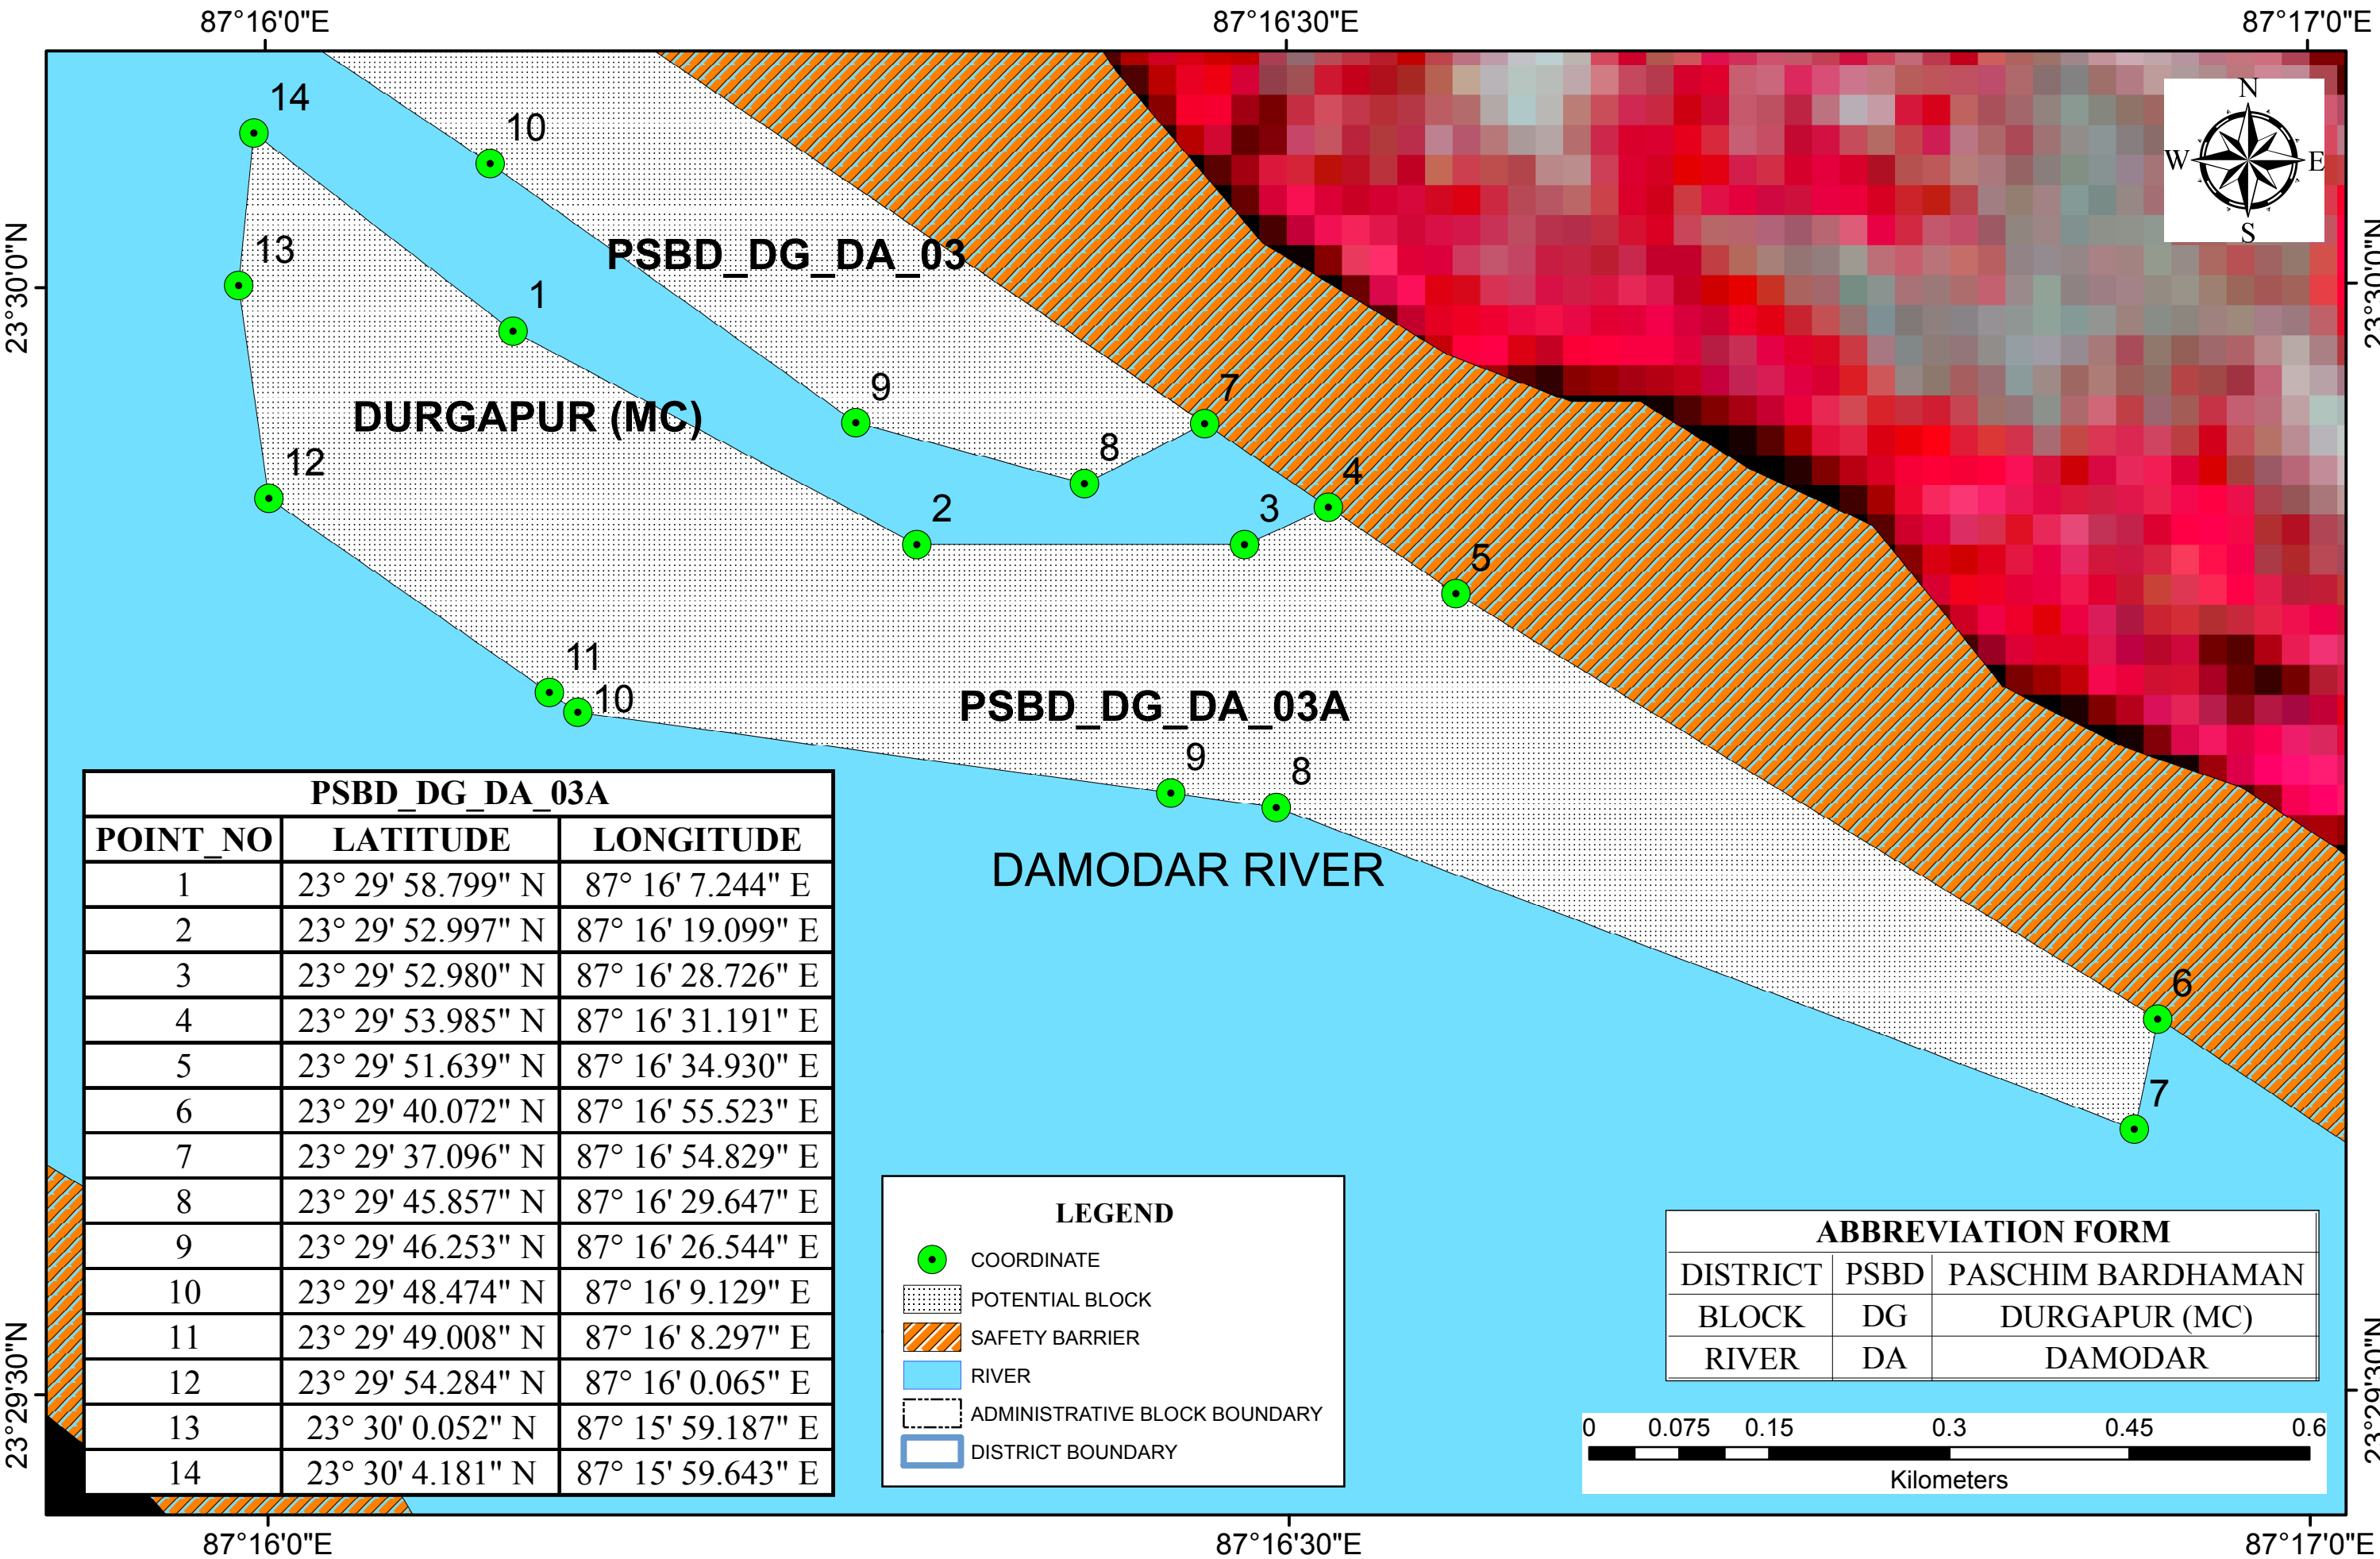 87°16'0"E
87°16'30"E
87°17'0"E
N
W
E
S
23°30'0"N
23°30'0"N
14
10
13
PSBD_DG_DA_03
1
9
7
DURGAPUR (MC)
8
4
12
2
3
5
11
10
PSBD_DG_DA_03A
9
8
DAMODAR RIVER
6
7
PSBD_DG_DA_03A
POINT_NO LATITUDE LONGITUDE
1 23° 29' 58.799" N 87° 16' 7.244" E
2 23° 29' 52.997" N 87° 16' 19.099" E
3 23° 29' 52.980" N 87° 16' 28.726" E
4 23° 29' 53.985" N 87° 16' 31.191" E
5 23° 29' 51.639" N 87° 16' 34.930" E
6 23° 29' 40.072" N 87° 16' 55.523" E
7 23° 29' 37.096" N 87° 16' 54.829" E
8 23° 29' 45.857" N 87° 16' 29.647" E
9 23° 29' 46.253" N 87° 16' 26.544" E
10 23° 29' 48.474" N 87° 16' 9.129" E
11 23° 29' 49.008" N 87° 16' 8.297" E
12 23° 29' 54.284" N 87° 16' 0.065" E
13 23° 30' 0.052" N 87° 15' 59.187" E
14 23° 30' 4.181" N 87° 15' 59.643" E
LEGEND
COORDINATE
POTENTIAL BLOCK
SAFETY BARRIER
RIVER
ADMINISTRATIVE BLOCK BOUNDARY
DISTRICT BOUNDARY
ABBREVIATION FORM
DISTRICT PSBD PASCHIM BARDHAMAN
BLOCK DG DURGAPUR (MC)
RIVER DA DAMODAR
0 0.075 0.15 0.3 0.45 0.6
Kilometers
23°29'30"N
23°29'30"N
87°16'0"E
87°16'30"E
87°17'0"E